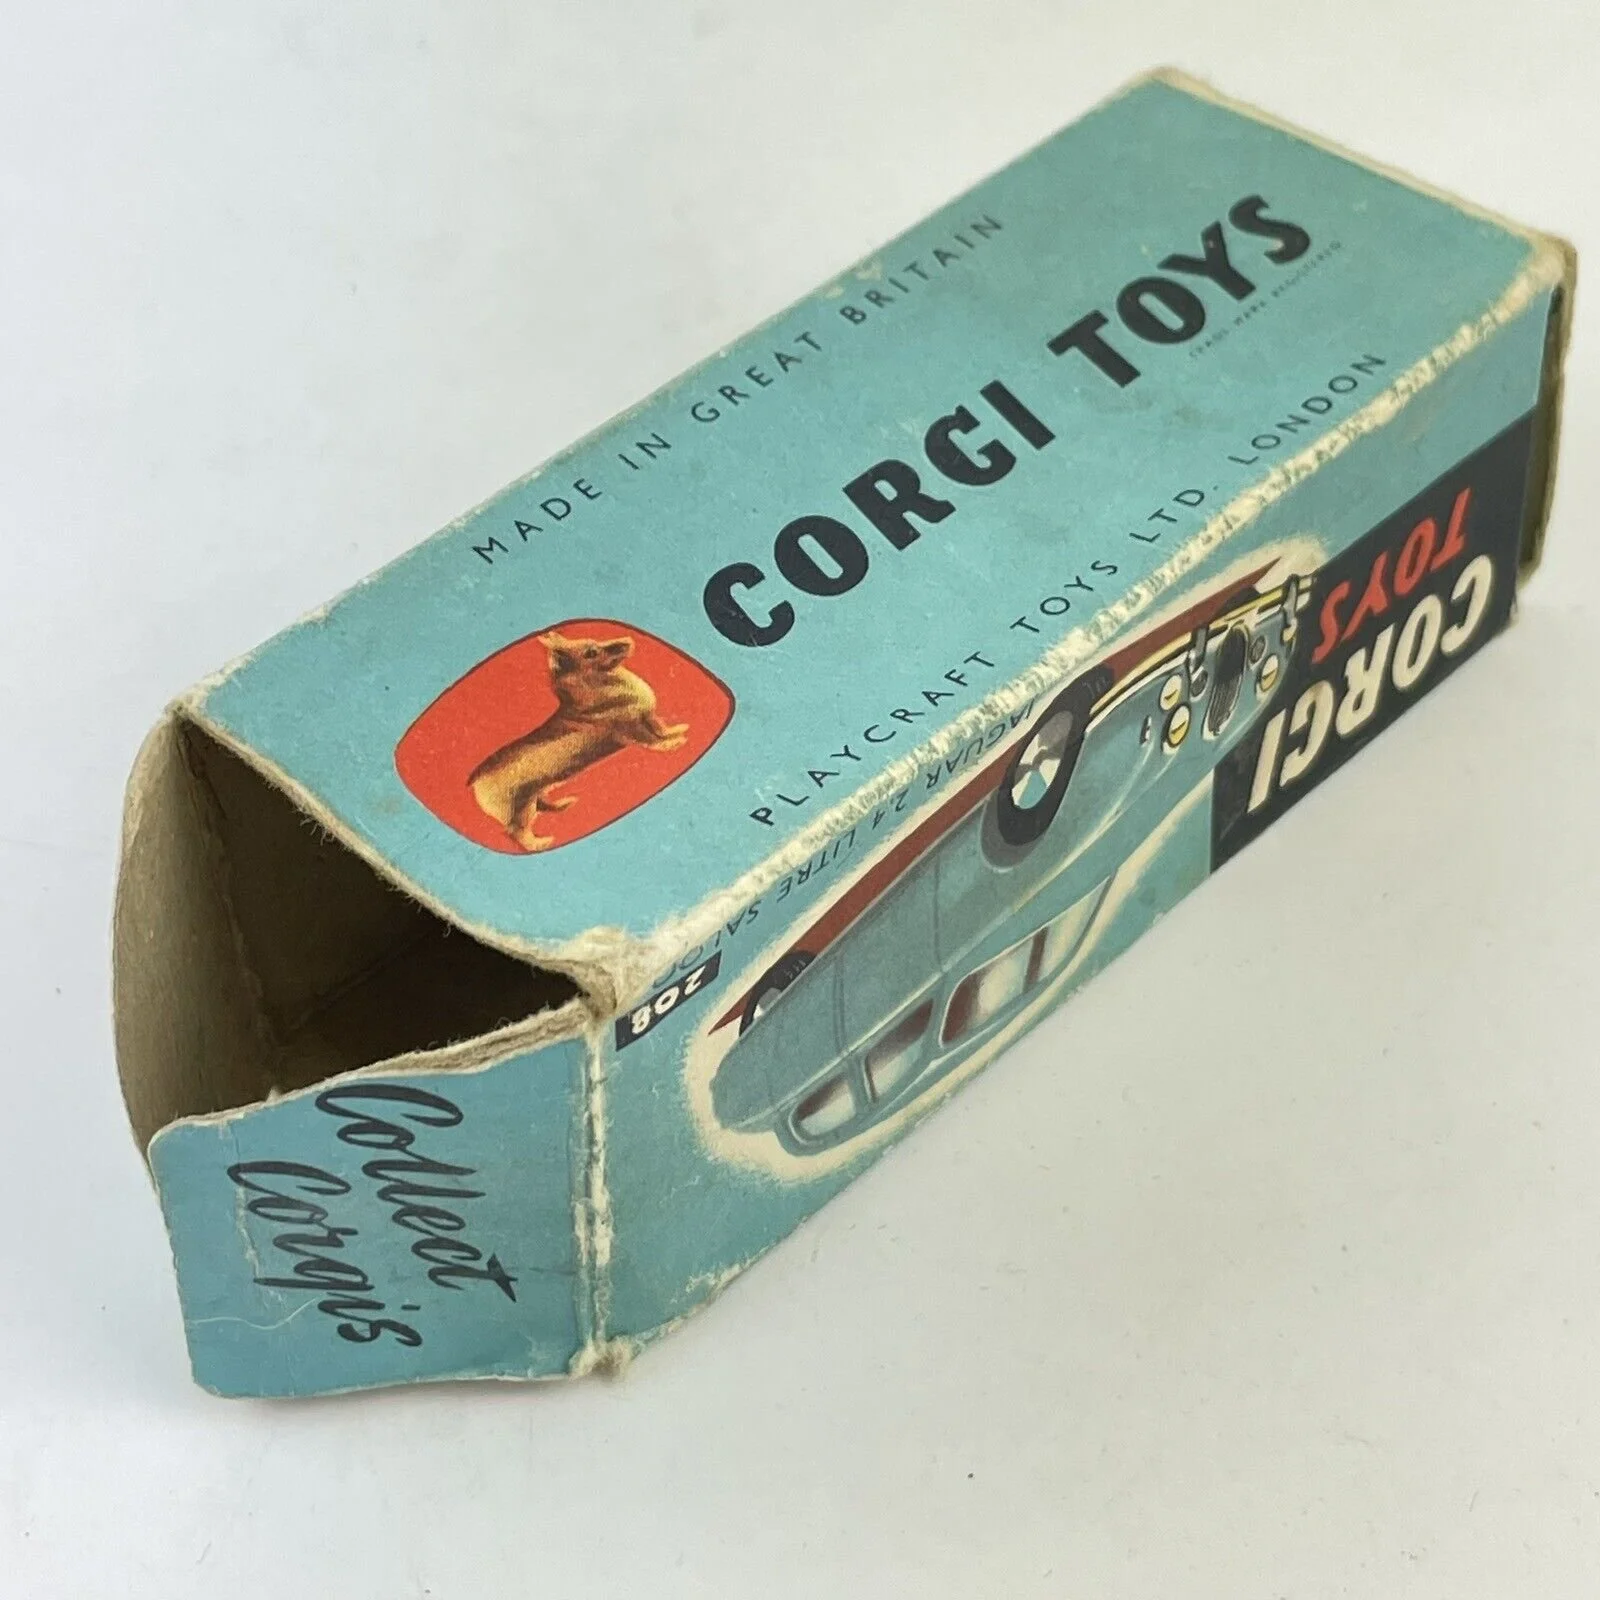 MADE IN GREAT BRITAIN
CORGI TOYS
TRADE MARK REGISTERED
PLAYCRAFT TOYS LTD. LONDON
CORGI
TOYS
JAGUAR 2.4 LITRE SALOON
208
Collect
Corgi's